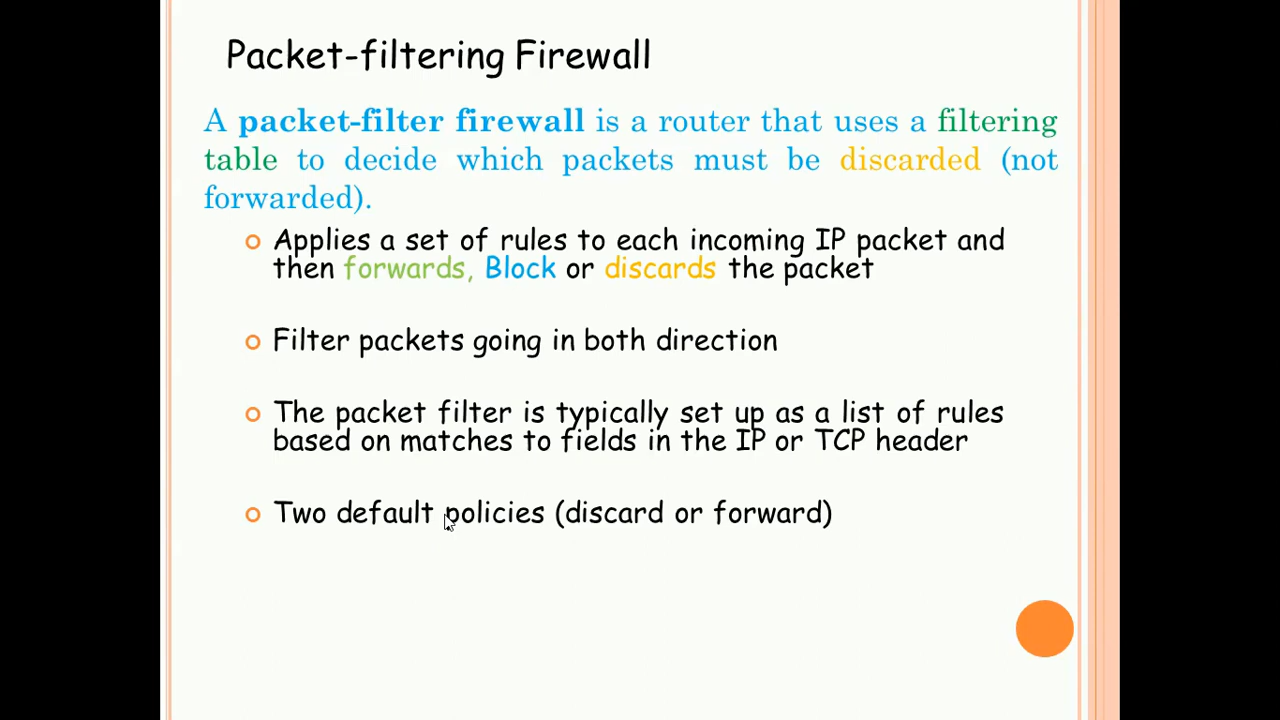 Packet-filtering Firewall
A packet-filter firewall is a router that uses a filtering
table to decide which packets must be discarded (not
forwarded).
Applies a set of rules to each incoming IP packet and
then forwards, Block or discards the packet
Filter packets going in both direction
The packet filter is typically set up as a list of rules
based on matches to fields in the IP or TCP header
Two default policies (discard or forward)